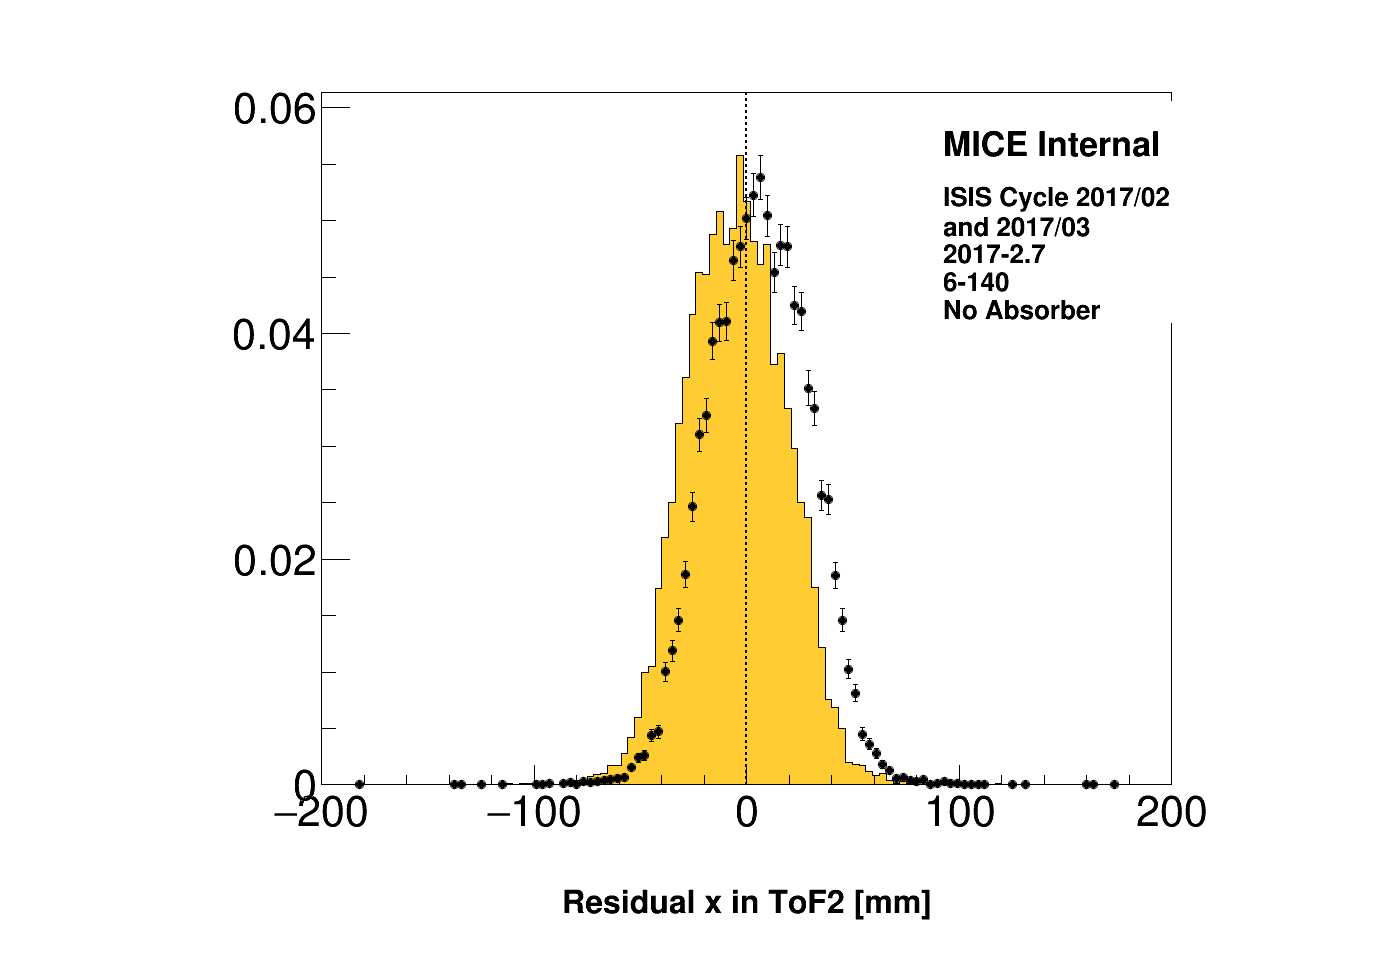 0.06
MICE Internal
ISIS Cycle 2017/02
and 2017/03
2017-2.7
6-140
No Absorber
0.04
0.02
0
−200 −100 0 100 200
Residual x in ToF2 [mm]